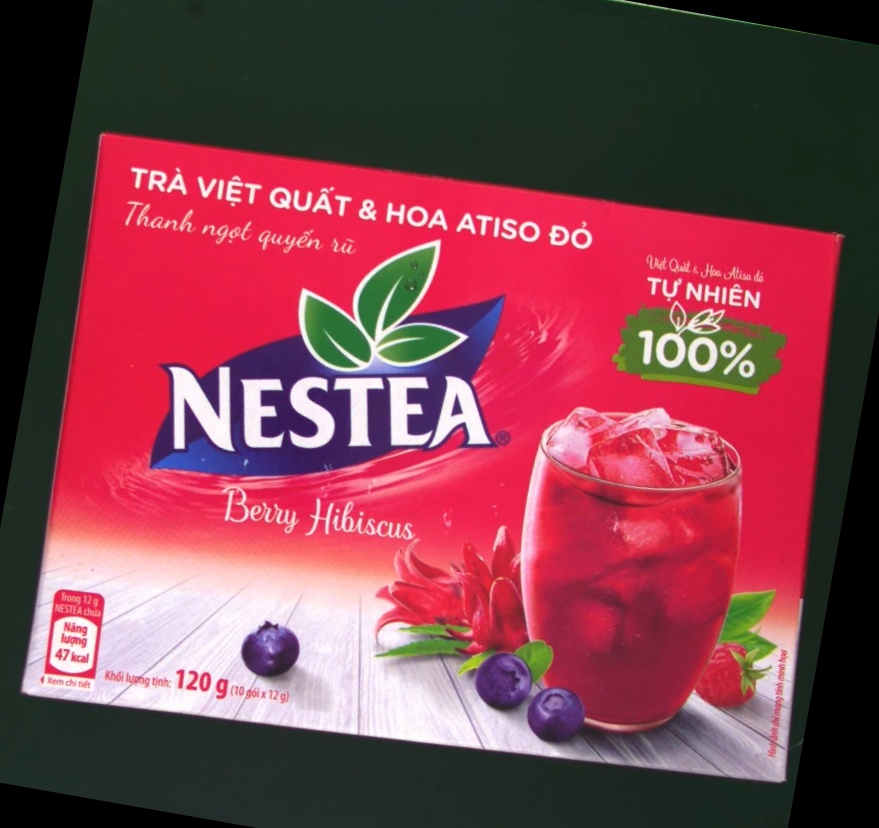 TRÀ VIỆT QUẤT & HOA ATISO ĐỎ
Thanh ngọt quyến rũ
Việt Quất & Hoa Atiso đỏ
TỰ NHIÊN
100%
NESTEA®
Berry Hibiscus
Trong 12 g
NESTEA chứa
Năng
lượng
47 kcal
Xem chi tiết
Khối lượng tịnh: 120 g (10 gói x 12 g)
Hình ảnh chỉ mang tính minh họa